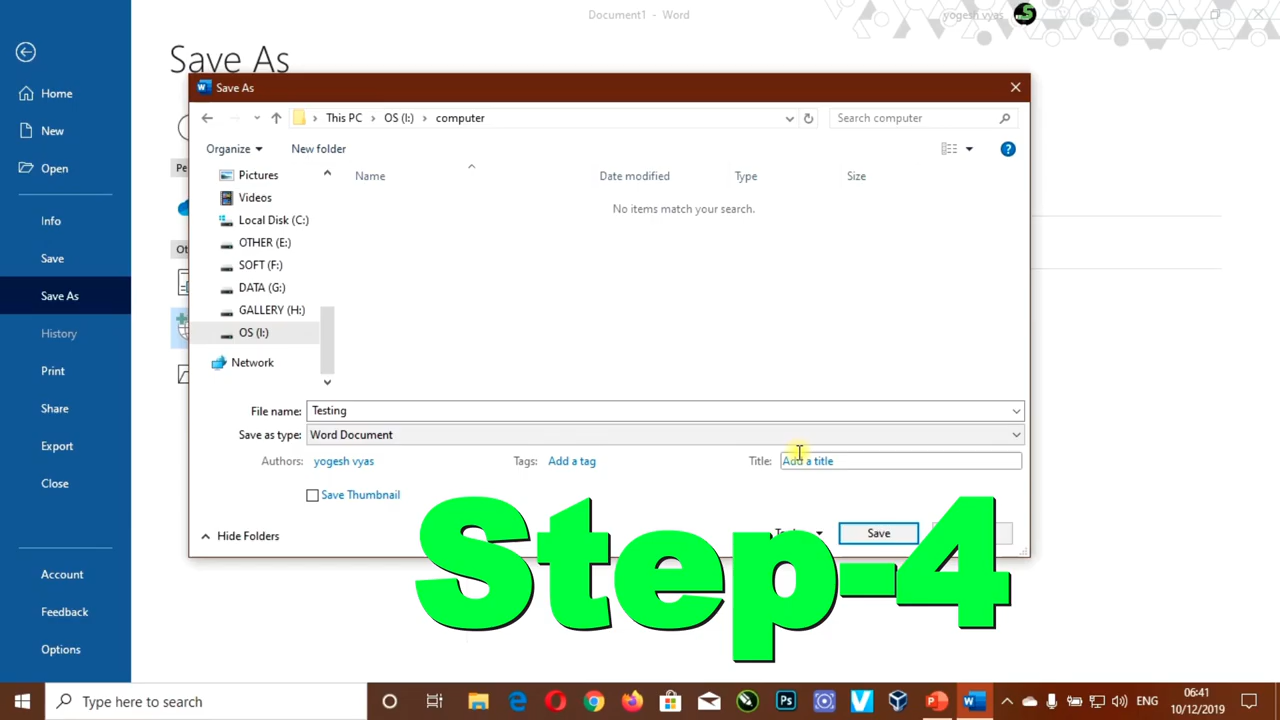 Document1 - Word
yogesh vyas
Save As
Home
New
Open
Info
Save
Save As
History
Print
Share
Export
Close
Account
Feedback
Options
Pe
Ot
Save As
This PC > OS (I:) > computer
Search computer
Organize
New folder
Name Date modified Type Size
No items match your search.
Pictures
Videos
Local Disk (C:)
OTHER (E:)
SOFT (F:)
DATA (G:)
GALLERY (H:)
OS (I:)
Network
File name: Testing
Save as type: Word Document
Authors: yogesh vyas Tags: Add a tag Title: Add a title
Save Thumbnail
Hide Folders
Save
Step-4
Type here to search
ENG
06:41
10/12/2019